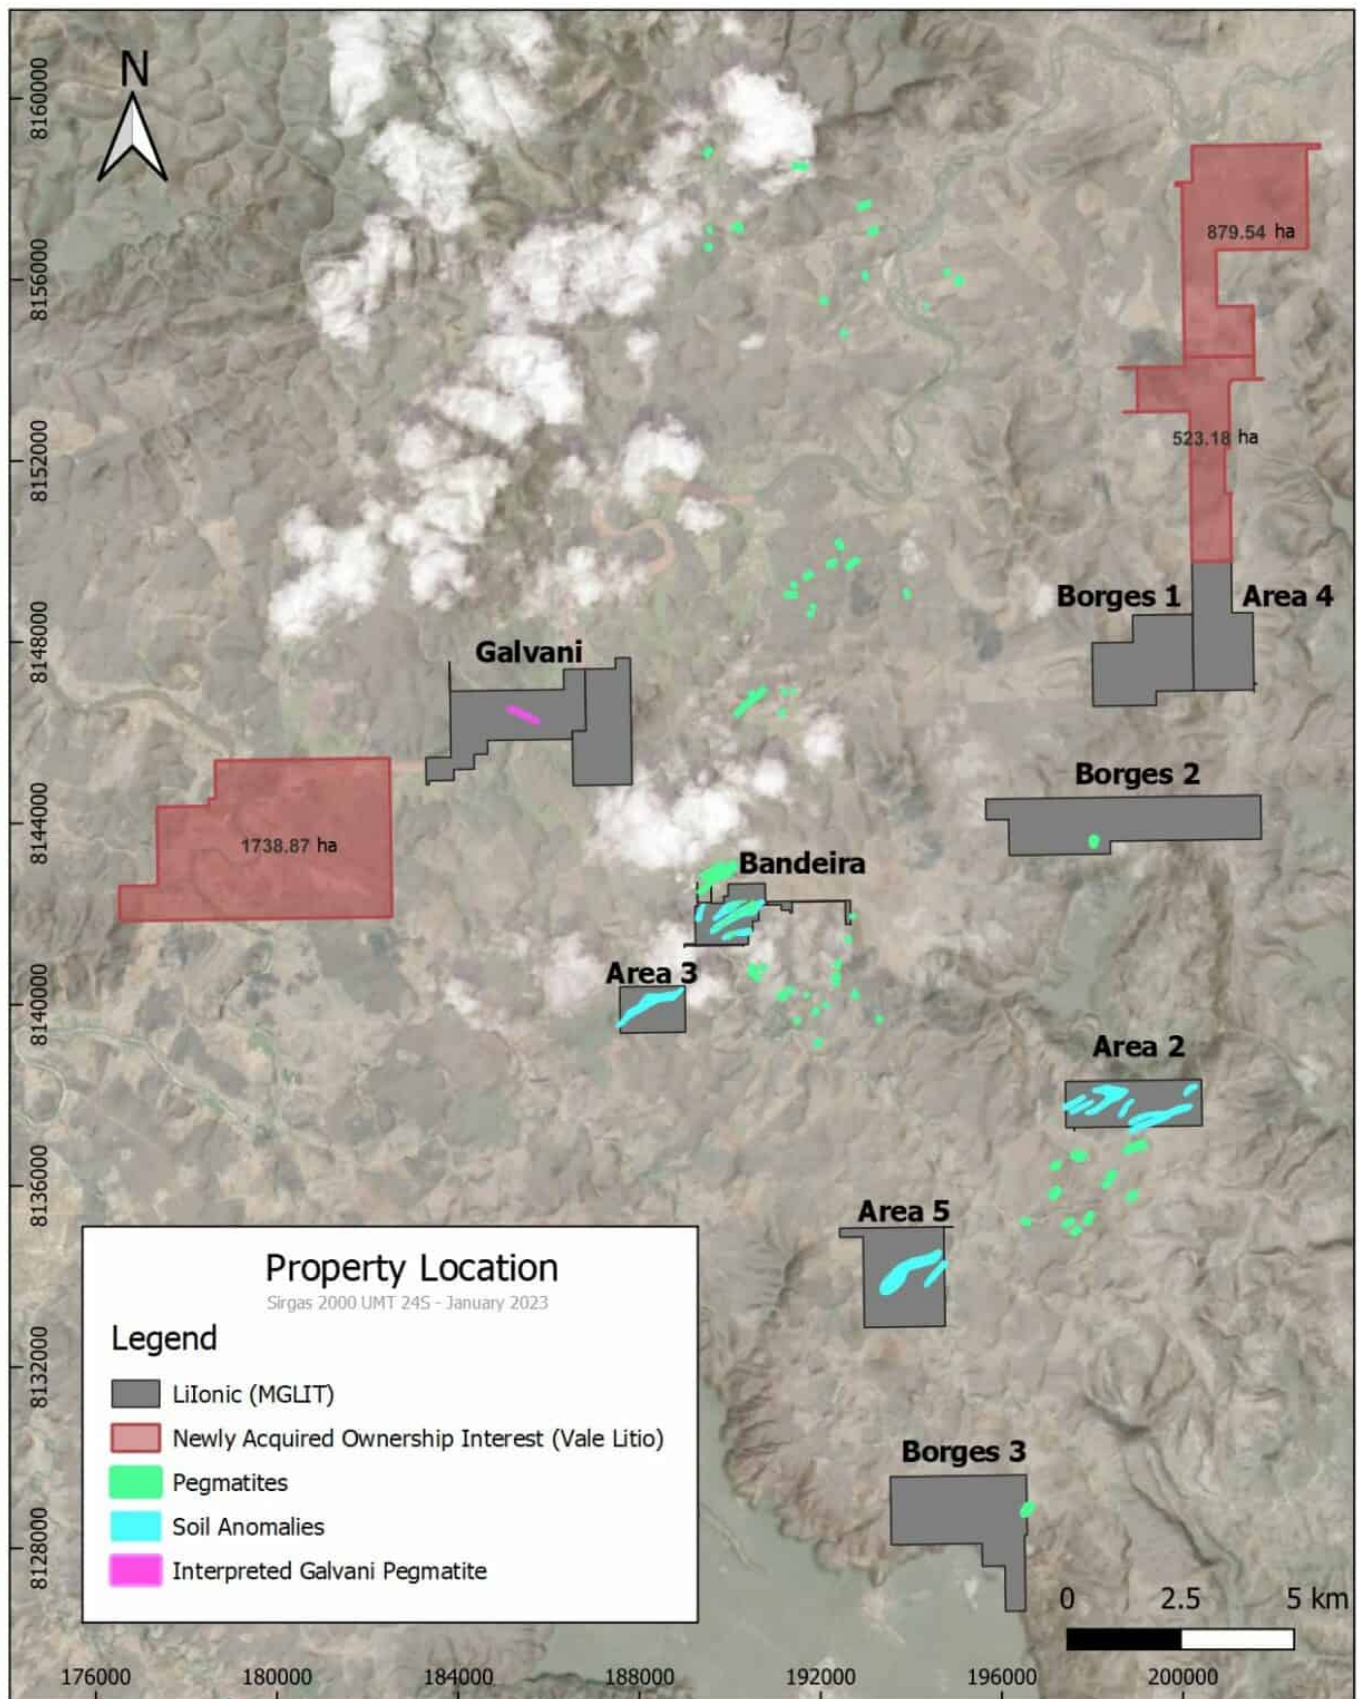 N
8160000
8156000
8152000
8148000
8144000
8140000
8136000
8132000
8128000
879.54 ha
523.18 ha
Borges 1
Area 4
Galvani
Borges 2
1738.87 ha
Bandeira
Area 3
Area 2
Area 5
Borges 3
Property Location
Sirgas 2000 UMT 24S - January 2023
Legend
LiIonic (MGLIT)
Newly Acquired Ownership Interest (Vale Litio)
Pegmatites
Soil Anomalies
Interpreted Galvani Pegmatite
0 2.5 5 km
176000 180000 184000 188000 192000 196000 200000